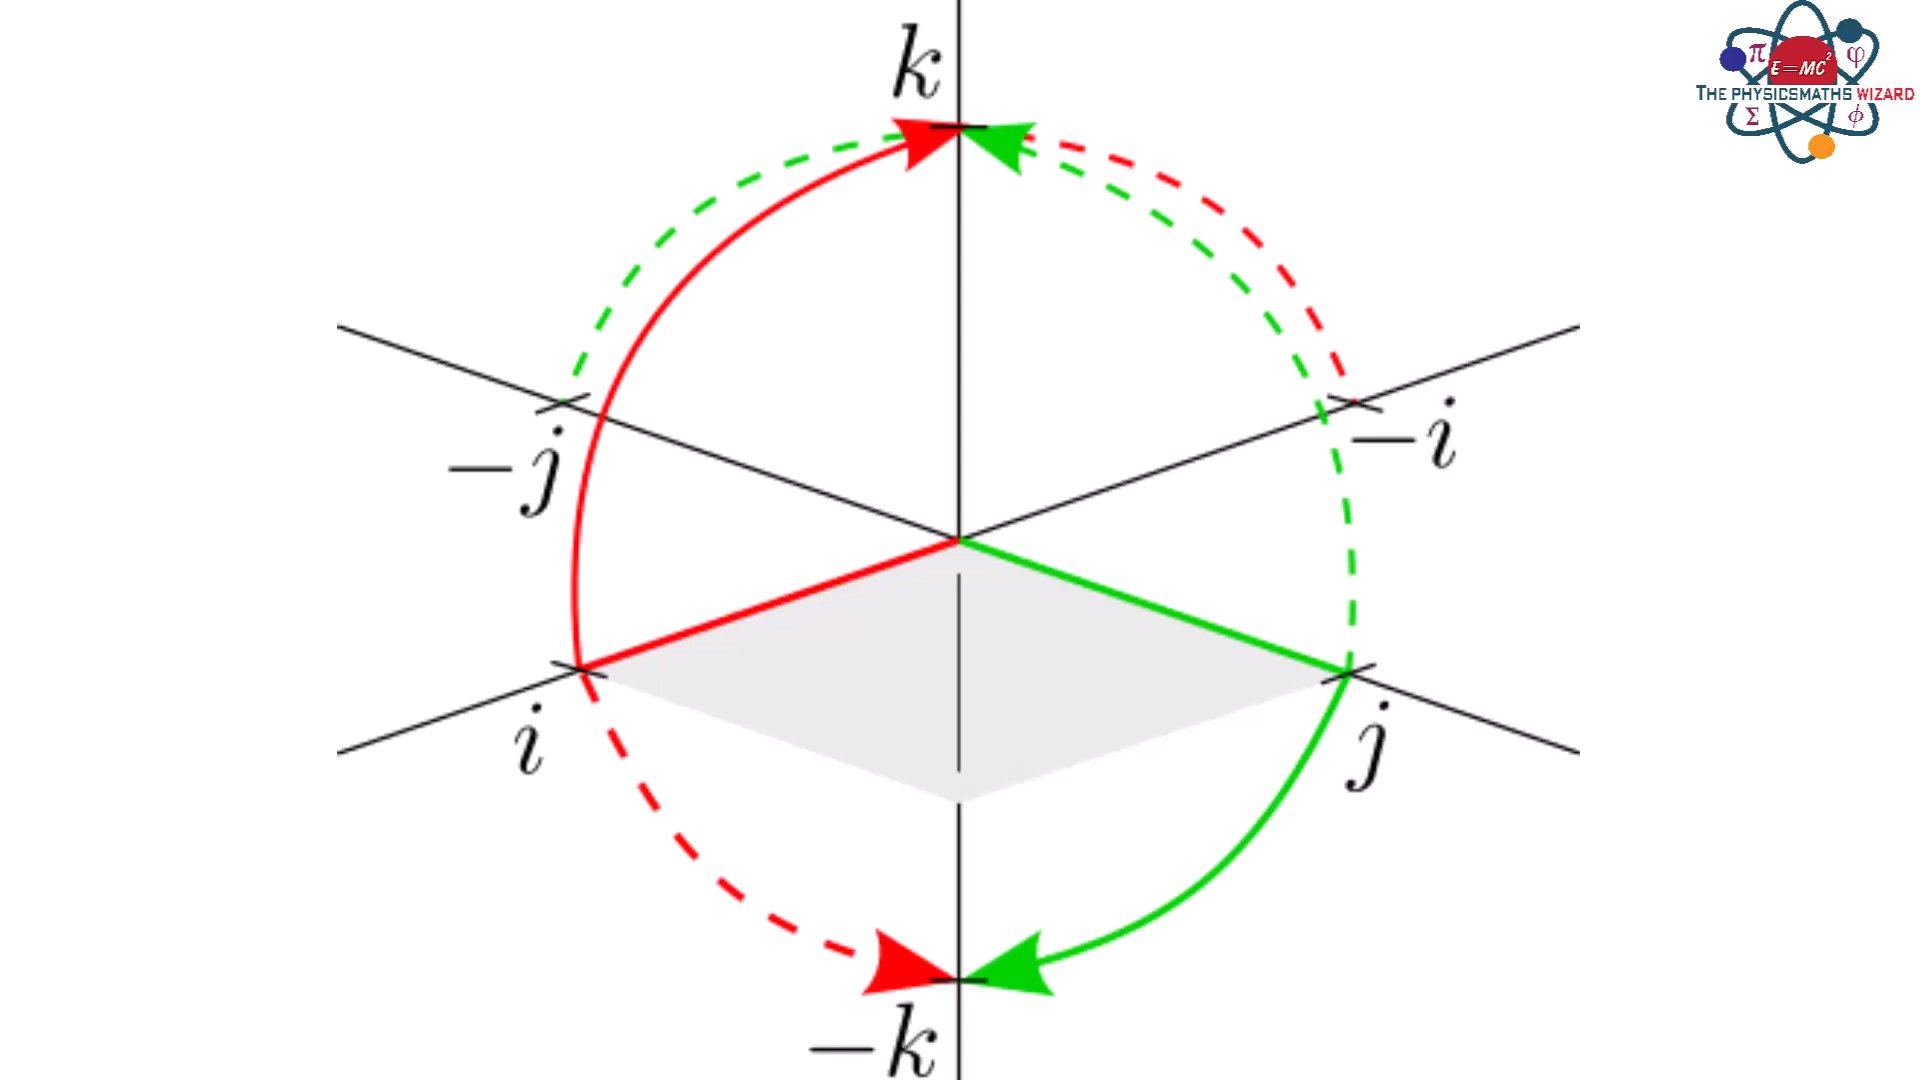 k
π
φ
E=MC²
THE PHYSICSMATHS WIZARD
Σ
ϕ
−j
−i
i
j
−k